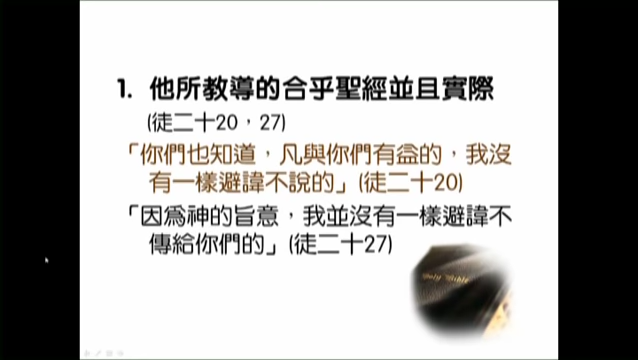 1. 他所教導的合乎聖經並且實際
(徒二十20，27)
「你們也知道，凡與你們有益的，我沒
有一樣避諱不說的」(徒二十20)
「因為神的旨意，我並沒有一樣避諱不
傳給你們的」(徒二十27)
Holy Bible